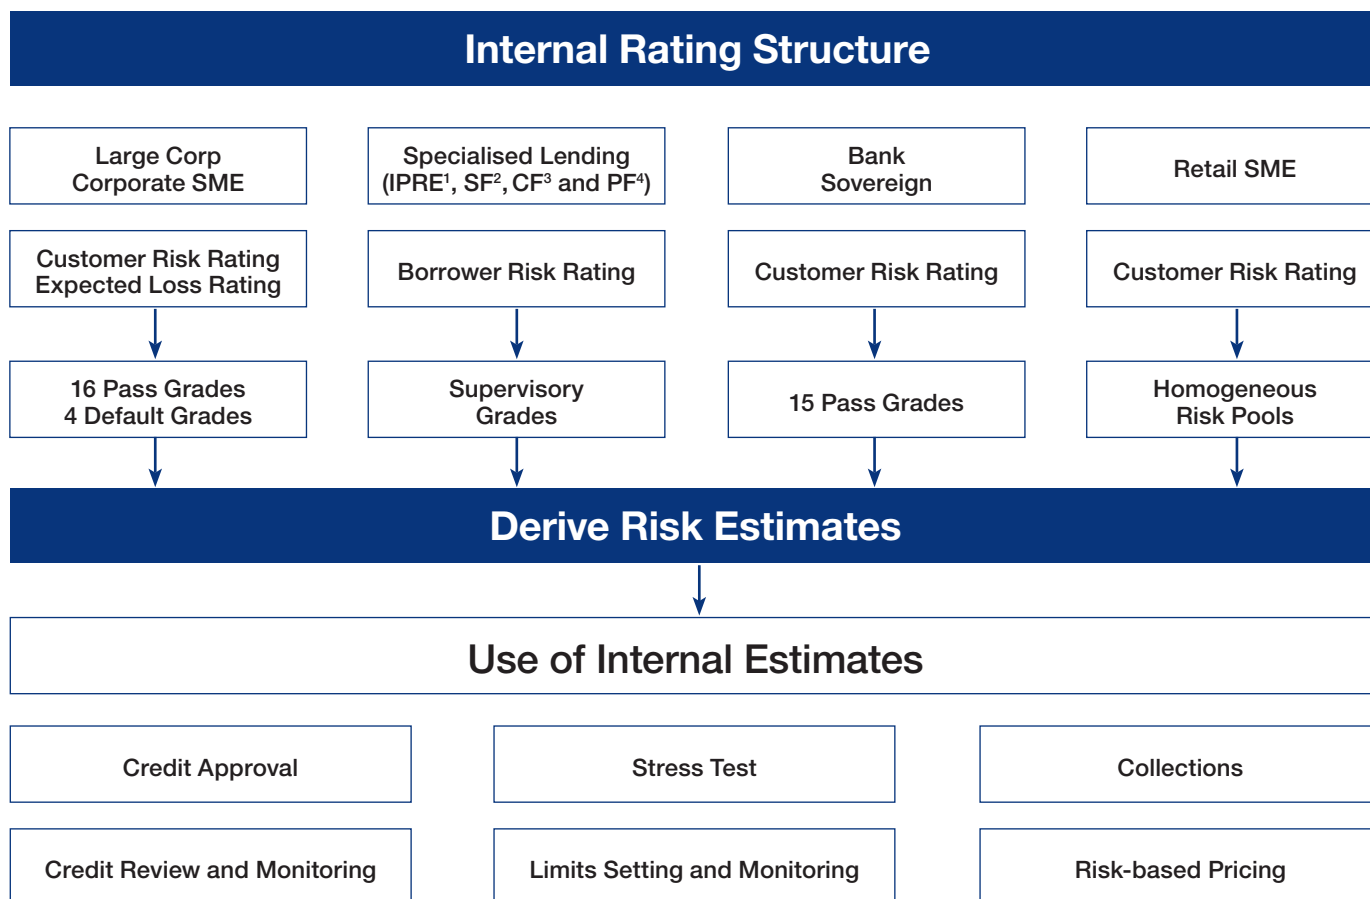 Internal Rating Structure
Large Corp
Corporate SME
Specialised Lending
(IPRE¹, SF², CF³ and PF⁴)
Bank
Sovereign
Retail SME
Customer Risk Rating
Expected Loss Rating
Borrower Risk Rating
Customer Risk Rating
Customer Risk Rating
16 Pass Grades
4 Default Grades
Supervisory
Grades
15 Pass Grades
Homogeneous
Risk Pools
Derive Risk Estimates
Use of Internal Estimates
Credit Approval
Stress Test
Collections
Credit Review and Monitoring
Limits Setting and Monitoring
Risk-based Pricing